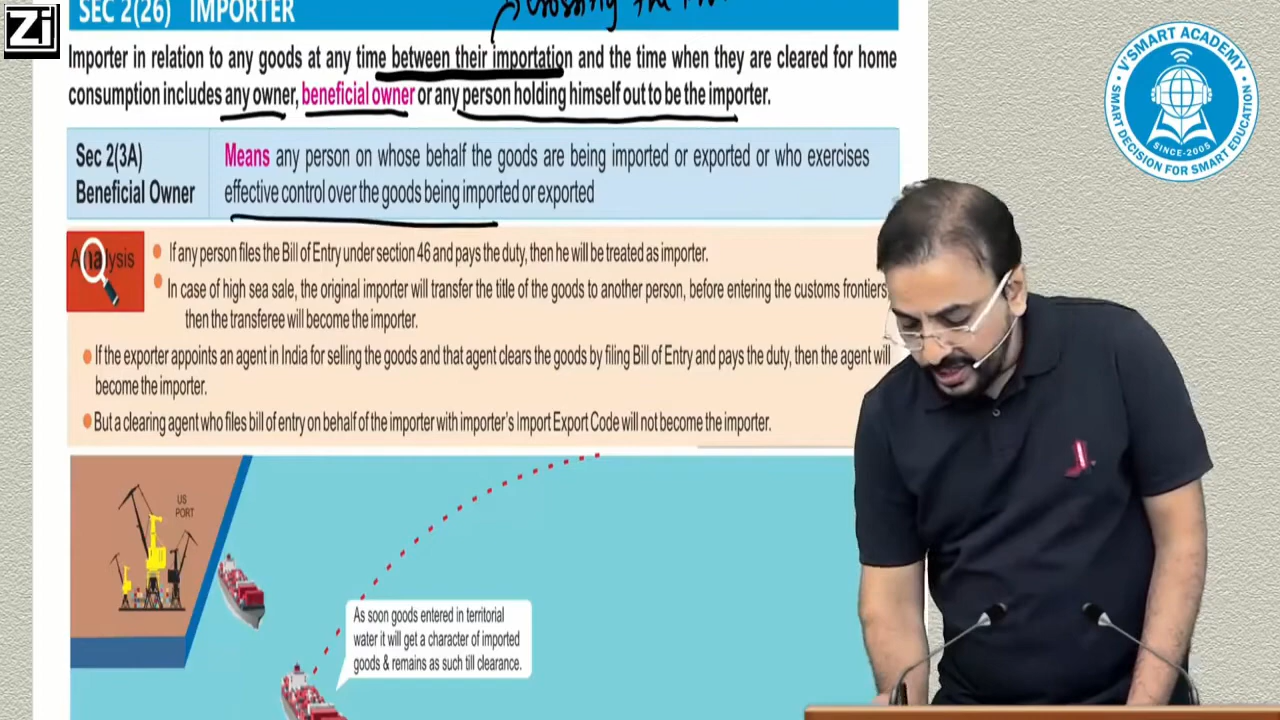 Zi
SEC 2(26) IMPORTER
crossing the
Importer in relation to any goods at any time between their importation and the time when they are cleared for home
consumption includes any owner, beneficial owner or any person holding himself out to be the importer.
Sec 2(3A)
Beneficial Owner
Means any person on whose behalf the goods are being imported or exported or who exercises
effective control over the goods being imported or exported
Analysis
If any person files the Bill of Entry under section 46 and pays the duty, then he will be treated as importer.
In case of high sea sale, the original importer will transfer the title of the goods to another person, before entering the customs frontiers
then the transferee will become the importer.
If the exporter appoints an agent in India for selling the goods and that agent clears the goods by filing Bill of Entry and pays the duty, then the agent will
become the importer.
But a clearing agent who files bill of entry on behalf of the importer with importer's Import Export Code will not become the importer.
US
PORT
As soon goods entered in territorial
water it will get a character of imported
goods & remains as such till clearance.
V'SMART ACADEMY
SMART DECISION FOR SMART EDUCATION
SINCE-2005